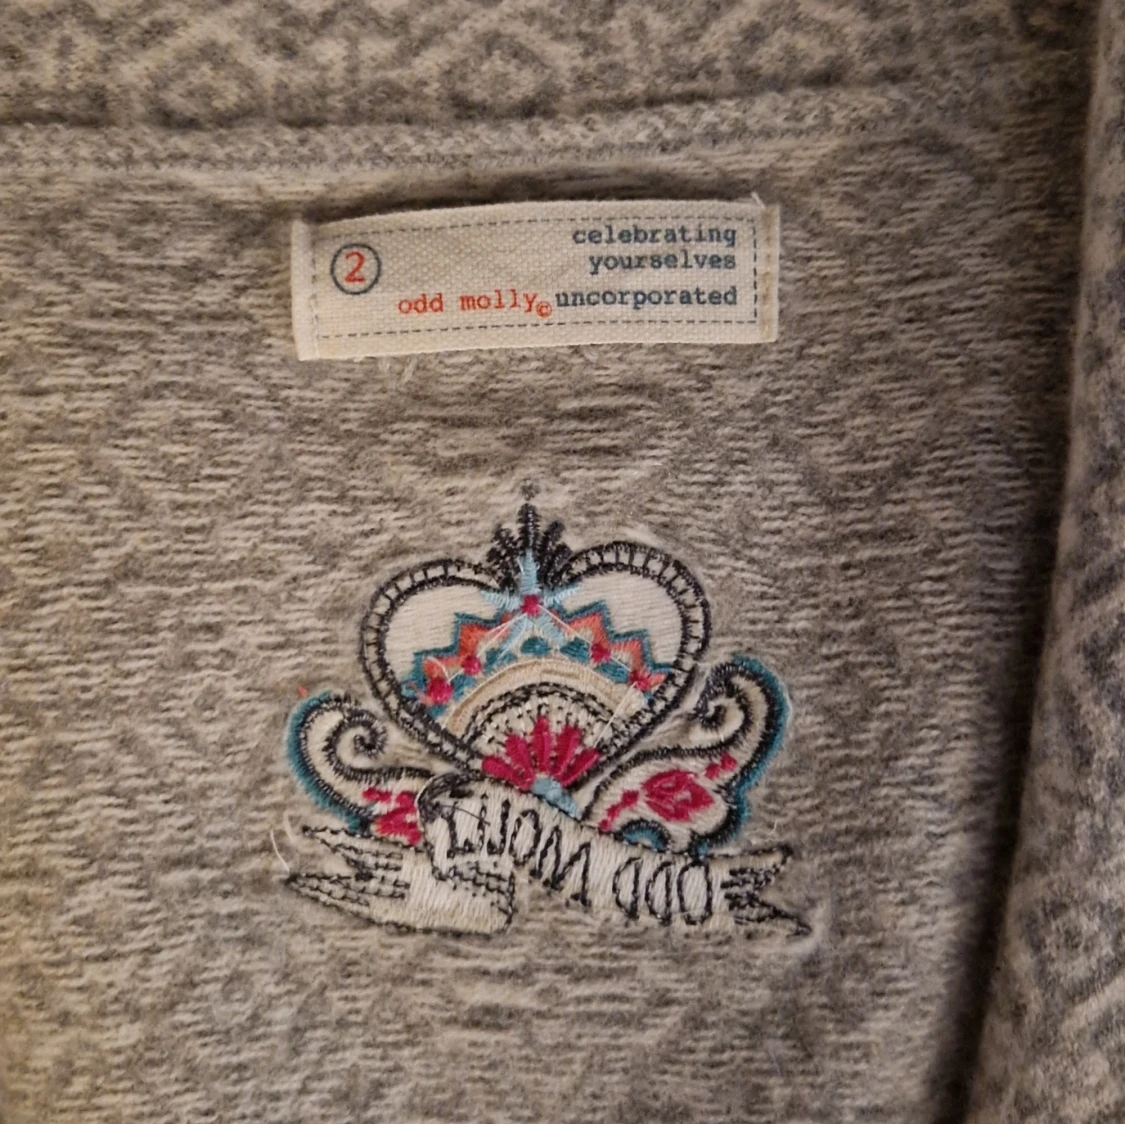 2
celebrating
yourselves
odd molly© uncorporated
ODD MOLLY